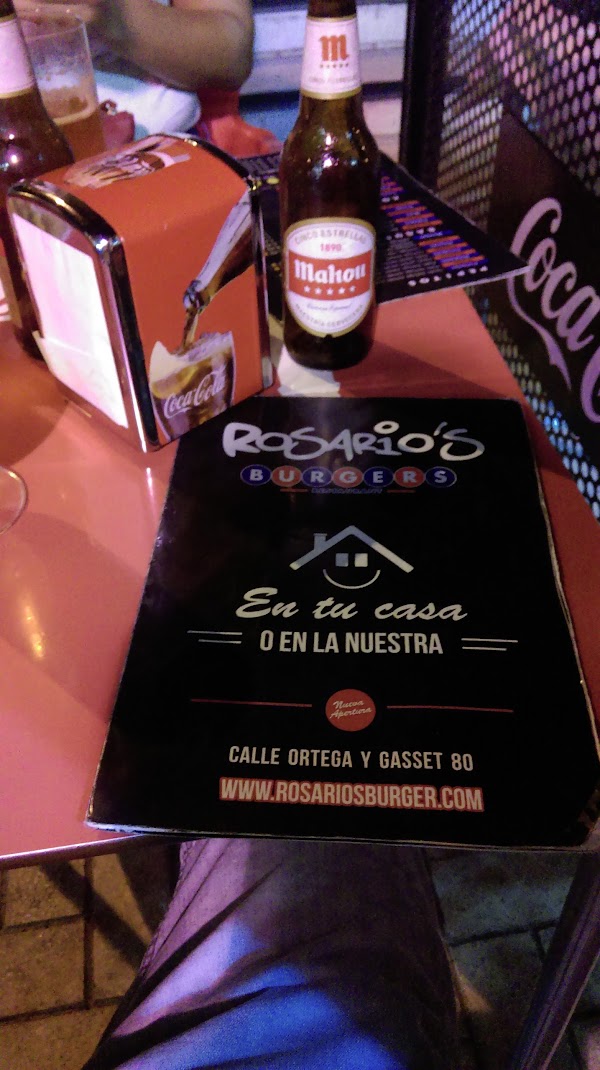 M
★★★★★
CINCO ESTRELLAS
1890
Mahou
★★★★★
Coca-Cola
Coca-C
ROSARIO'S
BURGERS
En tu casa
O EN LA NUESTRA
Nueva
Apertura
CALLE ORTEGA Y GASSET 80
WWW.ROSARIOSBURGER.COM